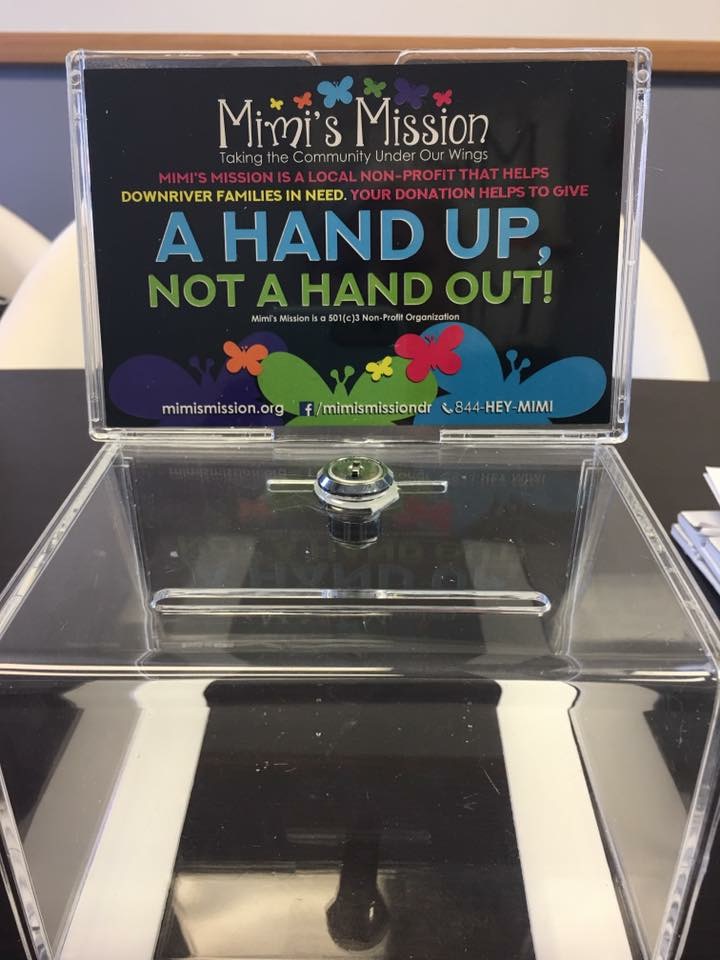 Mimi's Mission
Taking the Community Under Our Wings
MIMI'S MISSION IS A LOCAL NON-PROFIT THAT HELPS
DOWNRIVER FAMILIES IN NEED. YOUR DONATION HELPS TO GIVE
A HAND UP,
NOT A HAND OUT!
Mimi's Mission is a 501(c)3 Non-Profit Organization
mimismission.org f/mimismissiondr 844-HEY-MIMI